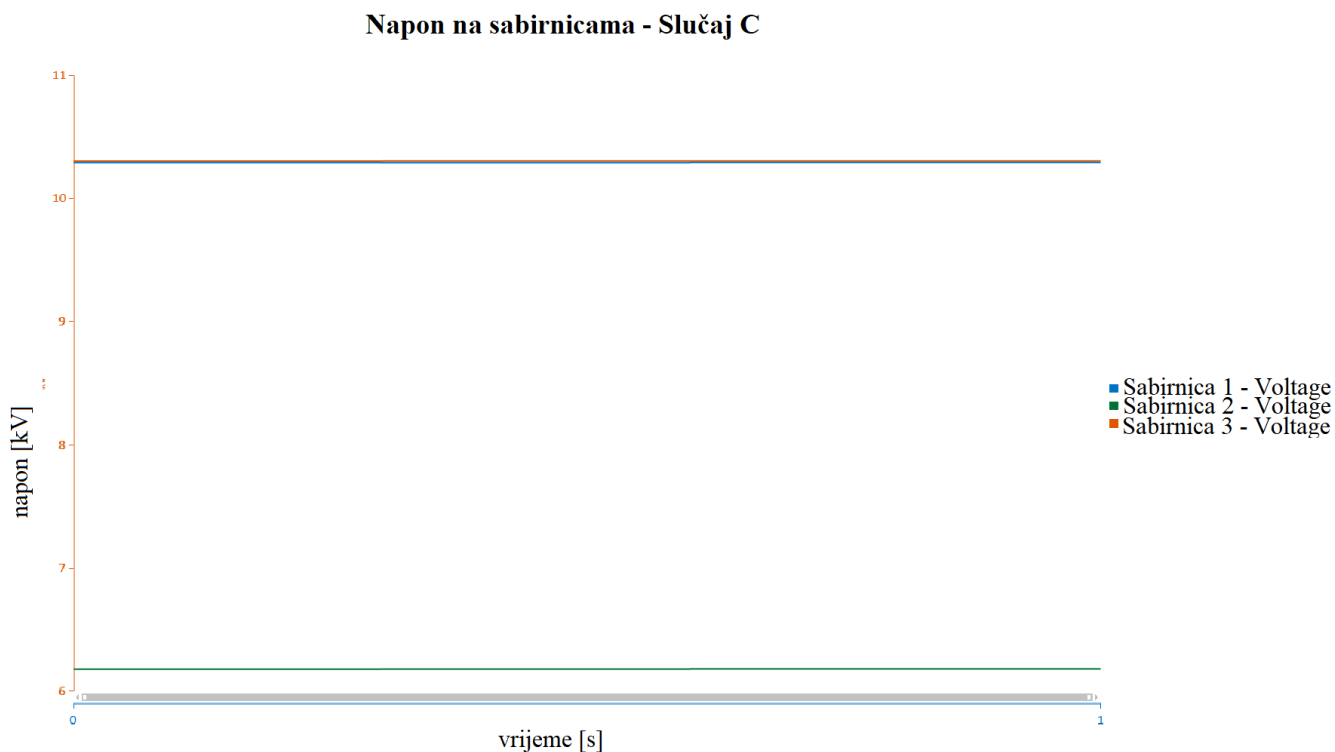 Napon na sabirnicama - Slučaj C
11
10
9
8
7
6
napon [kV]
0
1
vrijeme [s]
Sabirnica 1 - Voltage
Sabirnica 2 - Voltage
Sabirnica 3 - Voltage